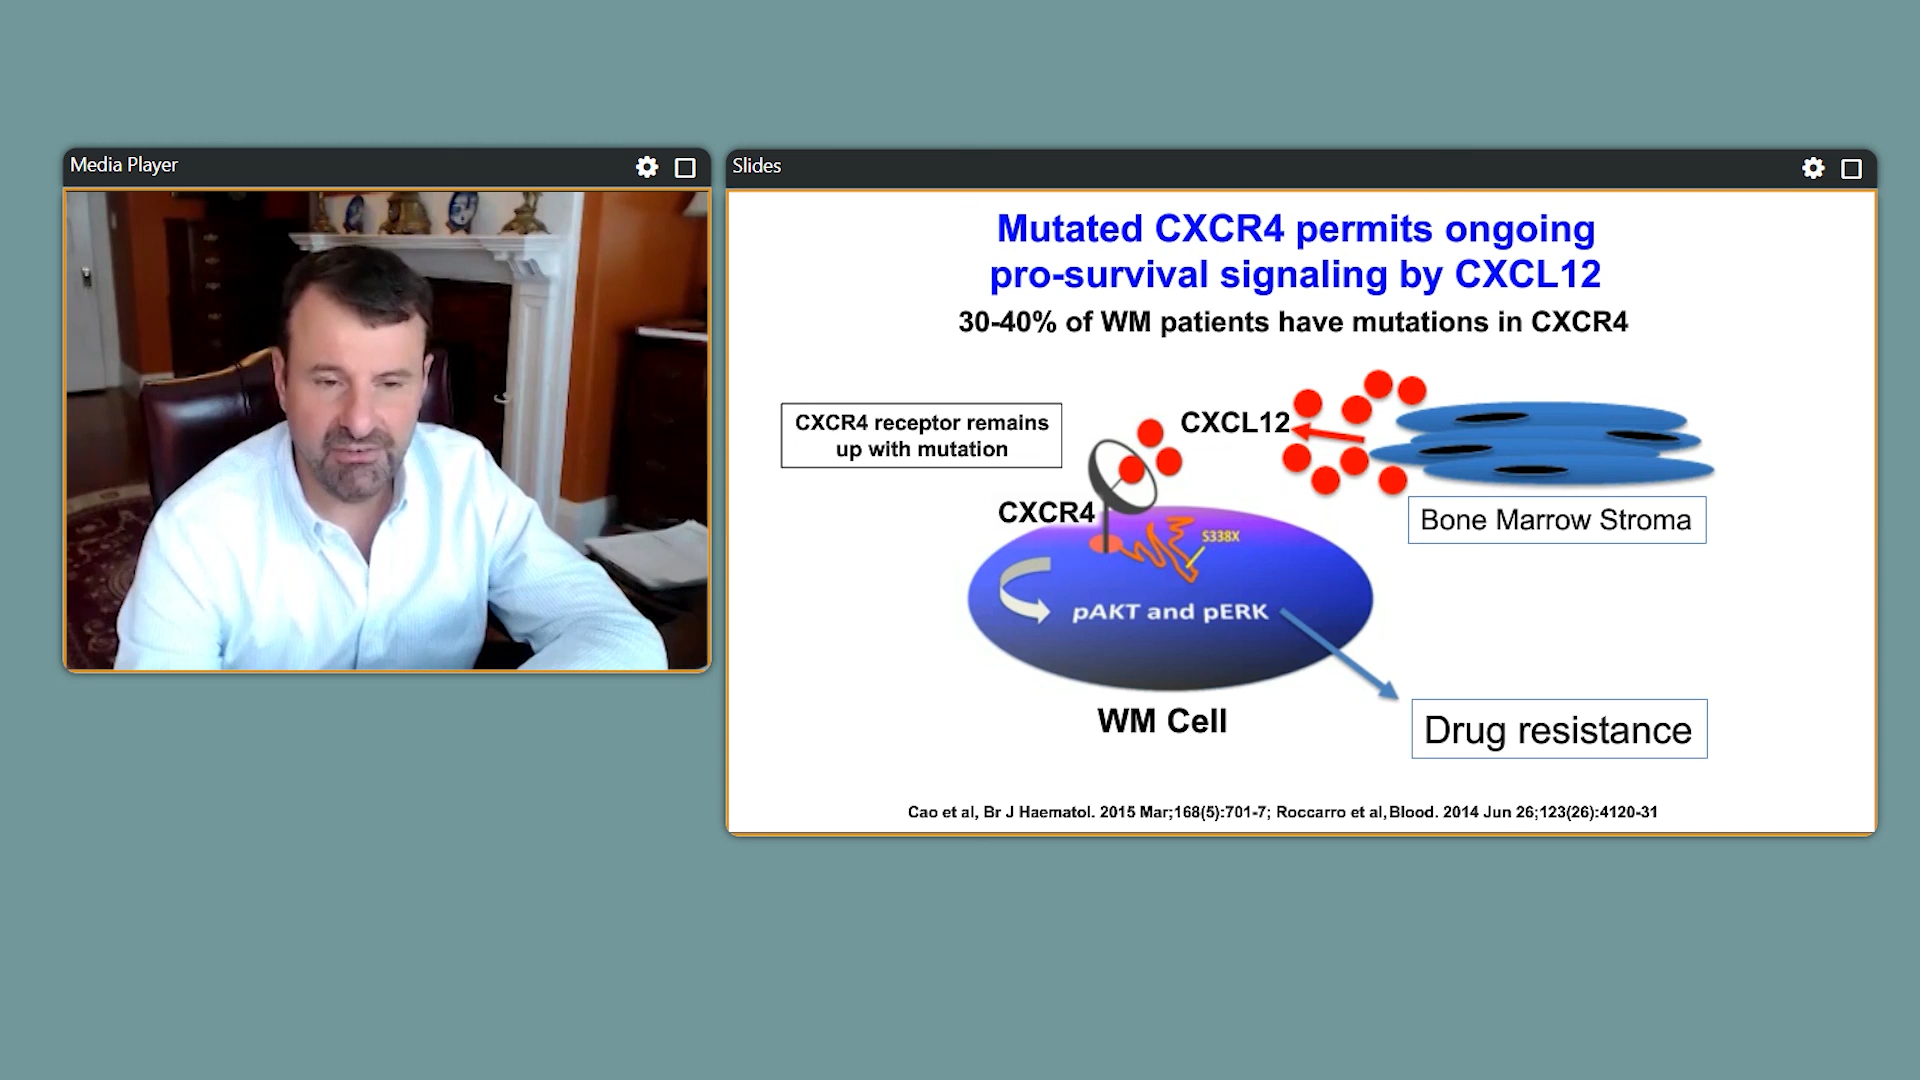 Media Player
Slides
Mutated CXCR4 permits ongoing
pro-survival signaling by CXCL12
30-40% of WM patients have mutations in CXCR4
CXCR4 receptor remains
up with mutation
CXCL12
CXCR4
S338X
Bone Marrow Stroma
pAKT and pERK
WM Cell
Drug resistance
Cao et al, Br J Haematol. 2015 Mar;168(5):701-7; Roccarro et al,Blood. 2014 Jun 26;123(26):4120-31